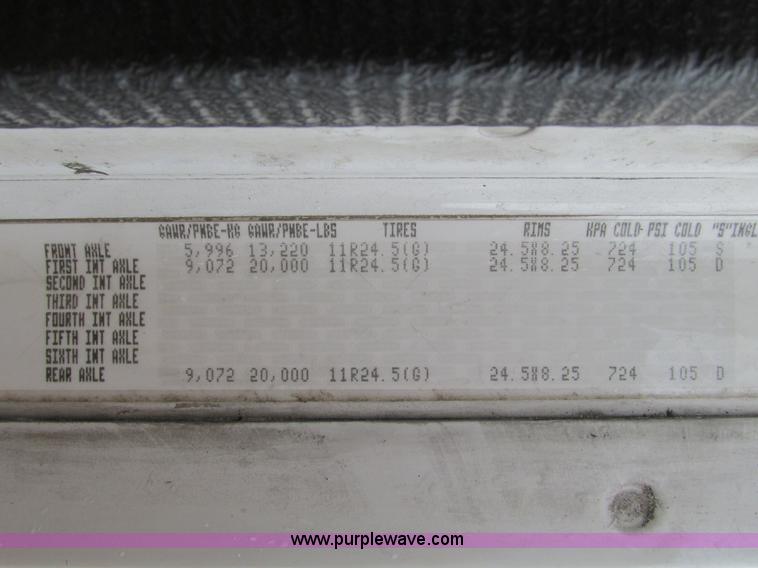 GAWR/PNBE-KG GAWR/PNBE-LBS TIRES RIMS KPA COLD-PSI COLD "S"INGL
FRONT AXLE 5,996 13,220 11R24.5(G) 24.5X8.25 724 105 S
FIRST INT AXLE 9,072 20,000 11R24.5(G) 24.5X8.25 724 105 D
SECOND INT AXLE
THIRD INT AXLE
FOURTH INT AXLE
FIFTH INT AXLE
SIXTH INT AXLE
REAR AXLE 9,072 20,000 11R24.5(G) 24.5X8.25 724 105 D
www.purplewave.com